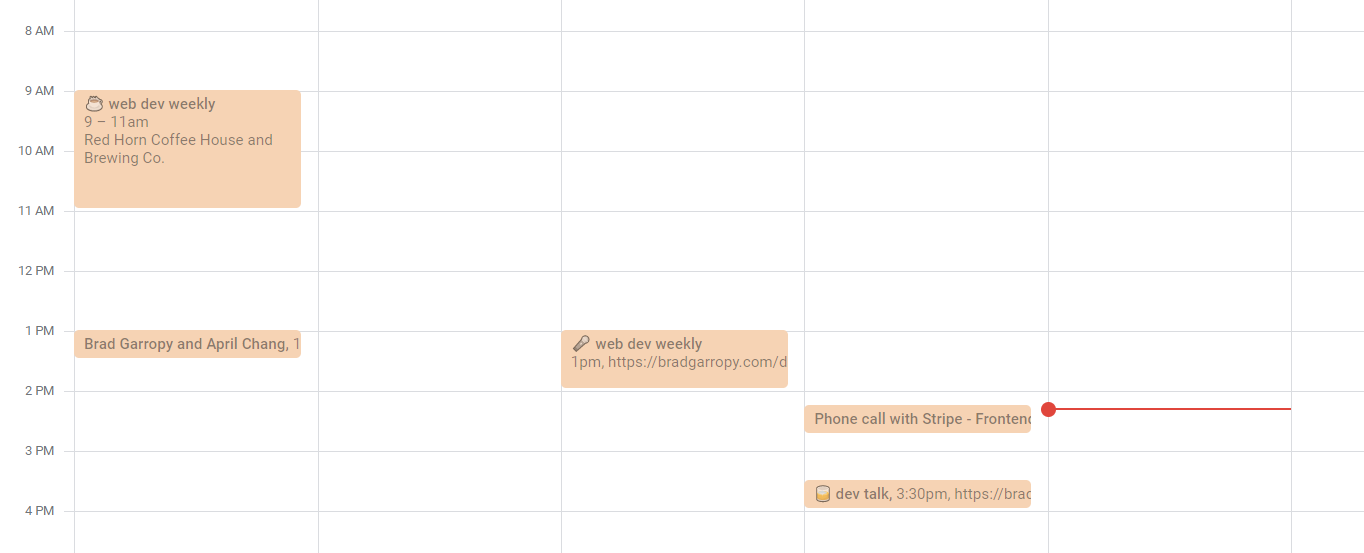 8 AM
9 AM
web dev weekly
9 – 11am
Red Horn Coffee House and
10 AM
Brewing Co.
11 AM
12 PM
1 PM
Brad Garropy and April Chang, 1
web dev weekly
1pm, https://bradgarropy.com/d
2 PM
Phone call with Stripe - Frontend
3 PM
dev talk, 3:30pm, https://brad
4 PM